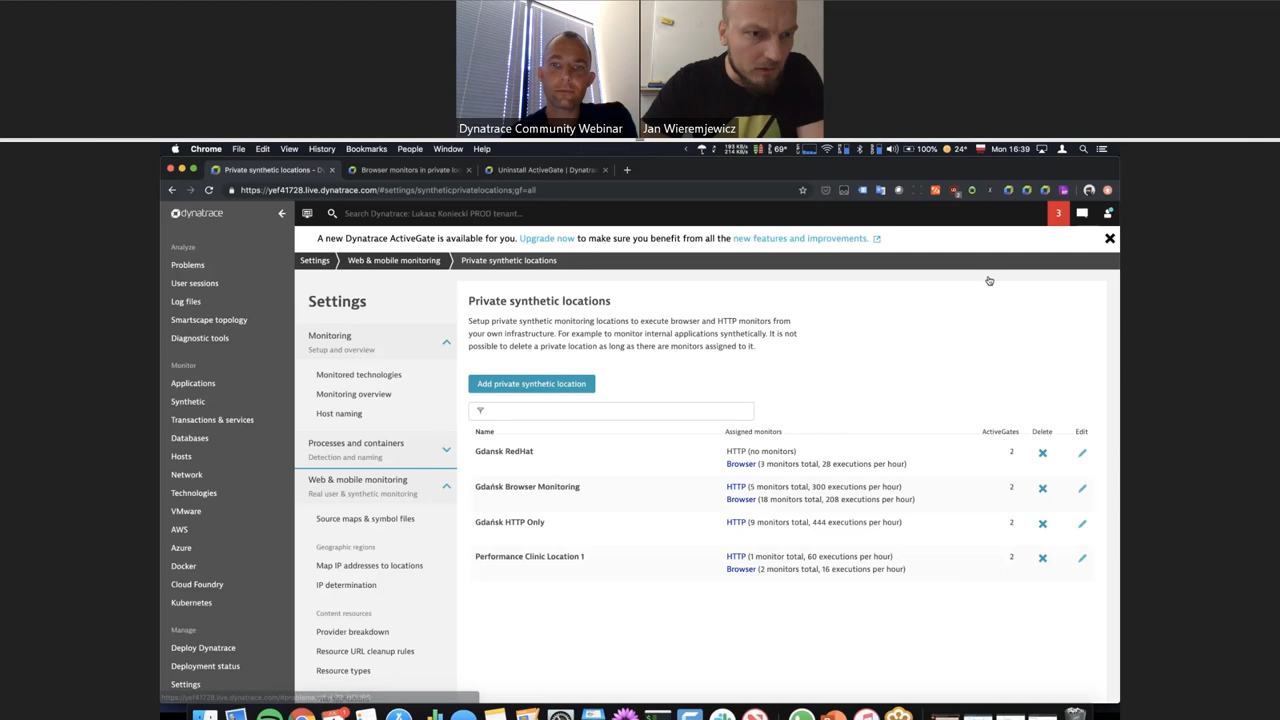 Dynatrace Community Webinar
Jan Wieremjewicz
Chrome File Edit View History Bookmarks People Window Help
193 KB/s
214 KB/s
69°
100%
24°
Mon 16:39
Private synthetic locations - D
Browser monitors in private loc
Uninstall ActiveGate | Dynatrac
https://yef41728.live.dynatrace.com/#settings/syntheticprivatelocations;gf=all
dynatrace
Search Dynatrace: Lukasz Koniecki PROD tenant...
3
A new Dynatrace ActiveGate is available for you. Upgrade now to make sure you benefit from all the new features and improvements.
Settings
Web & mobile monitoring
Private synthetic locations
Analyze
Problems
User sessions
Log files
Smartscape topology
Diagnostic tools
Monitor
Applications
Synthetic
Transactions & services
Databases
Hosts
Network
Technologies
VMware
AWS
Azure
Docker
Cloud Foundry
Kubernetes
Manage
Deploy Dynatrace
Deployment status
Settings
Settings
Monitoring
Setup and overview
Monitored technologies
Monitoring overview
Host naming
Processes and containers
Detection and naming
Web & mobile monitoring
Real user & synthetic monitoring
Source maps & symbol files
Geographic regions
Map IP addresses to locations
IP determination
Content resources
Provider breakdown
Resource URL cleanup rules
Resource types
Private synthetic locations
Setup private synthetic monitoring locations to execute browser and HTTP monitors from
your own infrastructure. For example to monitor internal applications synthetically. It is not
possible to delete a private location as long as there are monitors assigned to it.
Add private synthetic location
Name Assigned monitors ActiveGates Delete Edit
Gdansk RedHat HTTP (no monitors) 2
Browser (3 monitors total, 28 executions per hour)
Gdańsk Browser Monitoring HTTP (5 monitors total, 300 executions per hour) 2
Browser (18 monitors total, 208 executions per hour)
Gdańsk HTTP Only HTTP (9 monitors total, 444 executions per hour) 2
Performance Clinic Location 1 HTTP (1 monitor total, 60 executions per hour) 2
Browser (2 monitors total, 16 executions per hour)